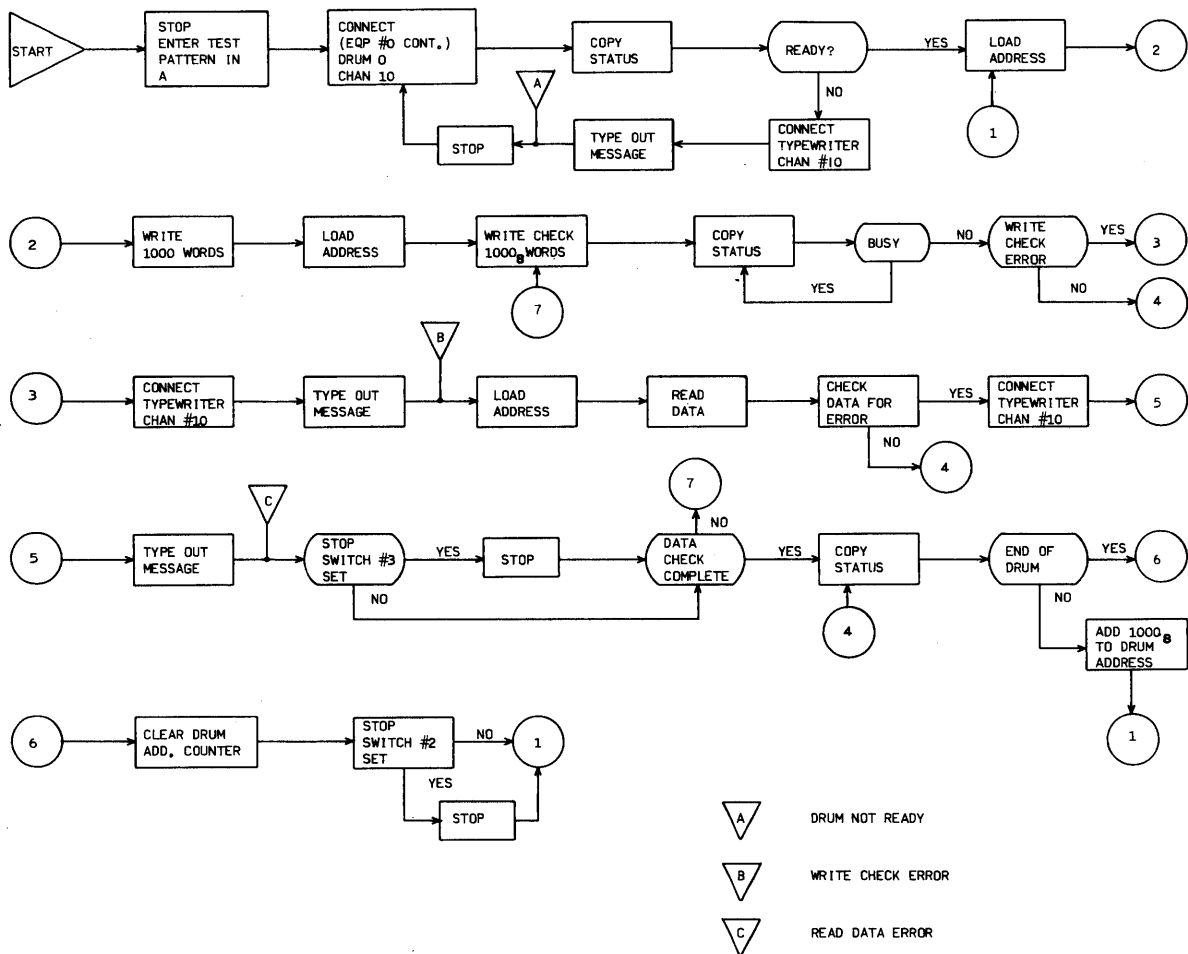 START
STOP
ENTER TEST
PATTERN IN
A
CONNECT
(EQP #0 CONT.)
DRUM 0
CHAN 10
COPY
STATUS
READY?
YES
LOAD
ADDRESS
2
NO
1
CONNECT
TYPEWRITER
CHAN #10
TYPE OUT
MESSAGE
A
STOP
2
WRITE
1000 WORDS
LOAD
ADDRESS
WRITE CHECK
1000₈ WORDS
7
COPY
STATUS
BUSY
YES
NO
WRITE
CHECK
ERROR
YES
3
NO
4
3
CONNECT
TYPEWRITER
CHAN #10
TYPE OUT
MESSAGE
B
LOAD
ADDRESS
READ
DATA
CHECK
DATA FOR
ERROR
YES
NO
4
CONNECT
TYPEWRITER
CHAN #10
5
5
TYPE OUT
MESSAGE
C
STOP
SWITCH #3
SET
YES
NO
STOP
7
NO
DATA
CHECK
COMPLETE
YES
COPY
STATUS
4
END OF
DRUM
YES
6
NO
ADD 1000₈
TO DRUM
ADDRESS
1
6
CLEAR DRUM
ADD. COUNTER
STOP
SWITCH #2
SET
NO
1
YES
STOP
A DRUM NOT READY
B WRITE CHECK ERROR
C READ DATA ERROR